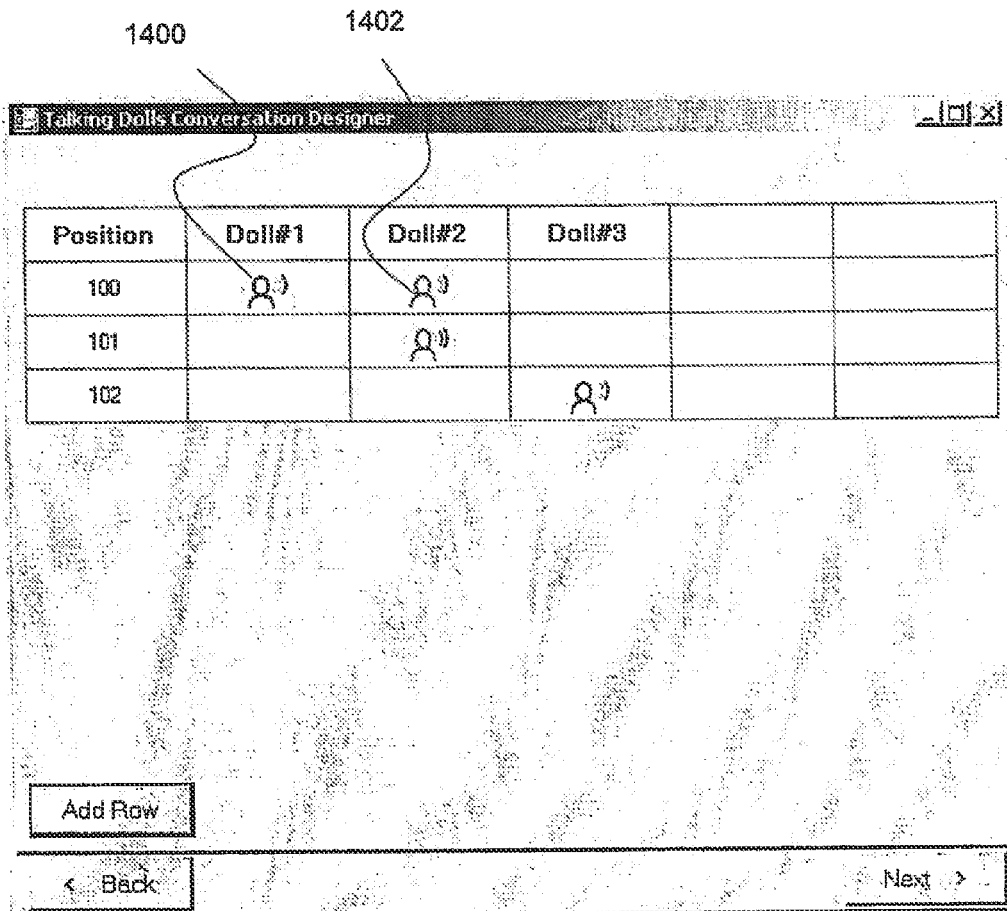 1400 1402
Talking Dolls Conversation Designer
Position Doll#1 Doll#2 Doll#3
100
101
102
Add Row
< Back Next >